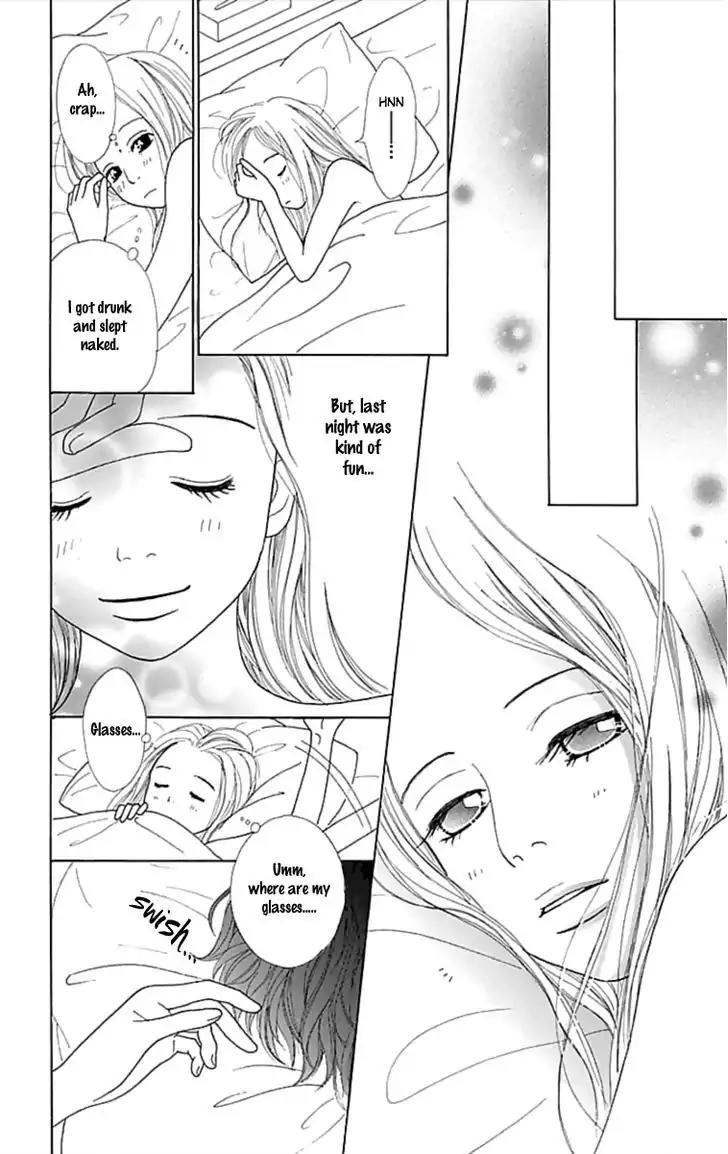 HNN
Ah,
crap...
I got drunk
and slept
naked.
But, last
night was
kind of
fun...
Glasses...
Umm,
where are my
glasses.....
swish...